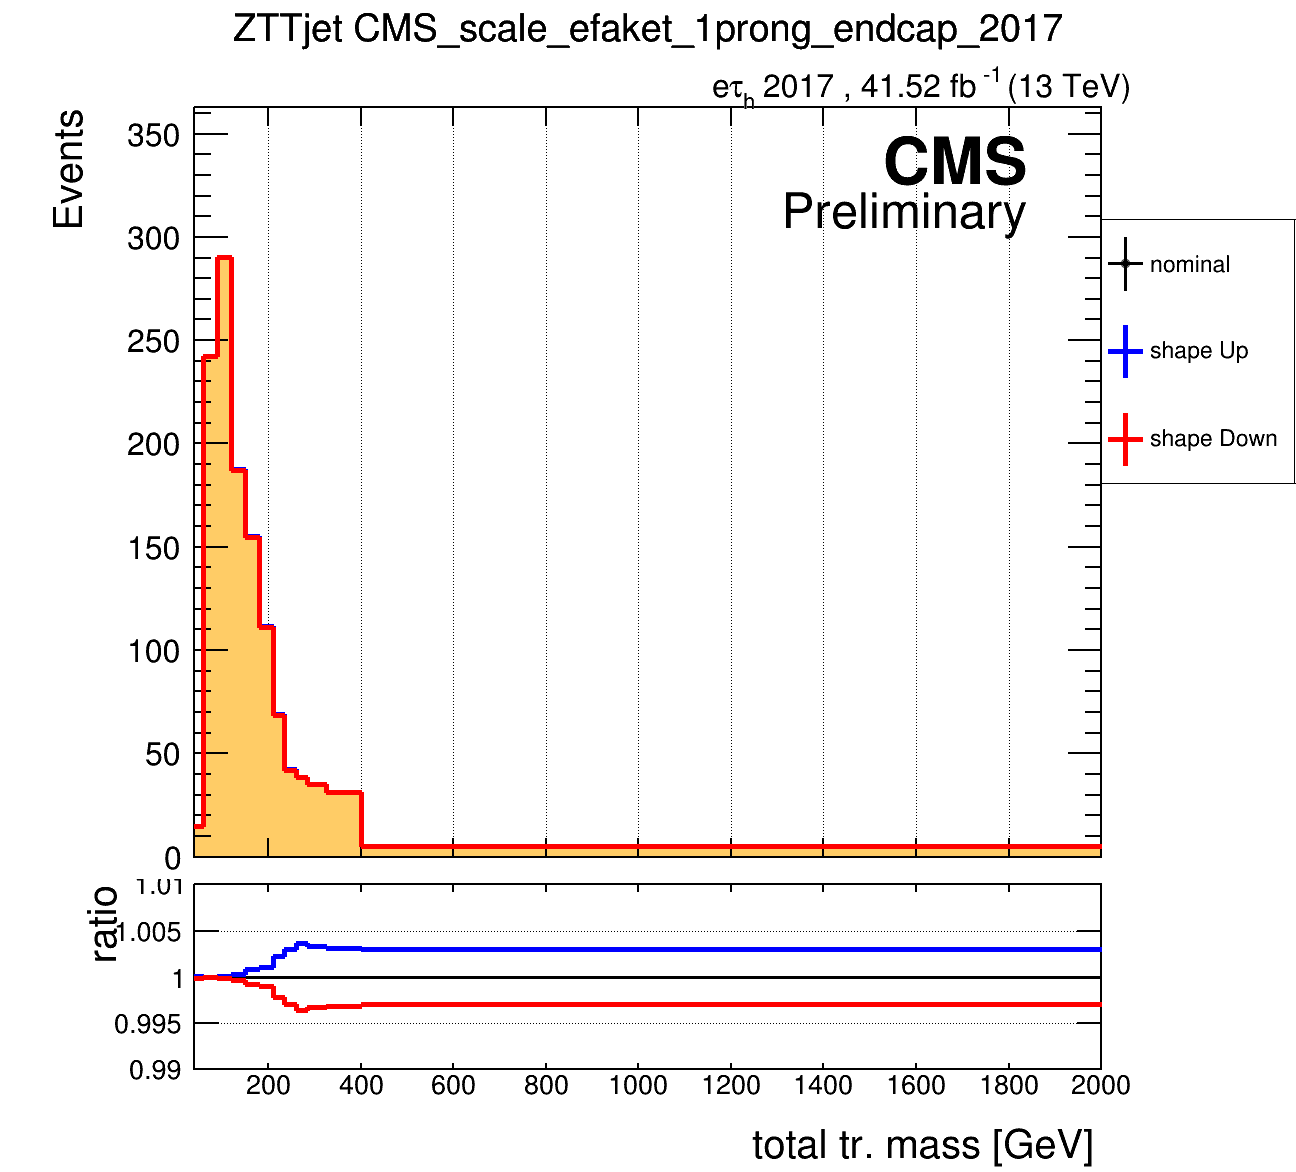 ZTTjet CMS_scale_efaket_1prong_endcap_2017
eτh 2017 , 41.52 fb -1 (13 TeV)
Events
350
300
250
200
150
100
50
0
CMS
Preliminary
nominal
shape Up
shape Down
ratio
1.01
1.005
1
0.995
0.99
200 400 600 800 1000 1200 1400 1600 1800 2000
total tr. mass [GeV]